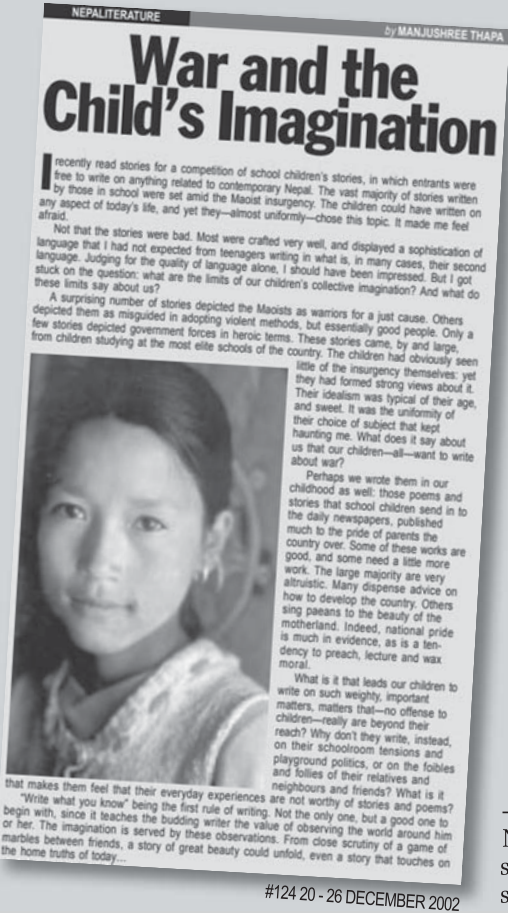 NEPALITERATURE
by MANJUSHREE THAPA
War and the
Child's Imagination
I recently read stories for a competition of school children's stories, in which entrants were
free to write on anything related to contemporary Nepal. The vast majority of stories written
by those in school were set amid the Maoist insurgency. The children could have written on
any aspect of today's life, and yet they—almost uniformly—chose this topic. It made me feel
afraid.
Not that the stories were bad. Most were crafted very well, and displayed a sophistication of
language that I had not expected from teenagers writing in what is, in many cases, their second
language. Judging for the quality of language alone, I should have been impressed. But I got
stuck on the question: what are the limits of our children's collective imagination? And what do
these limits say about us?
A surprising number of stories depicted the Maoists as warriors for a just cause. Others
depicted them as misguided in adopting violent methods, but essentially good people. Only a
few stories depicted government forces in heroic terms. These stories came, by and large,
from children studying at the most elite schools of the country. The children had obviously seen
little of the insurgency themselves: yet
they had formed strong views about it.
Their idealism was typical of their age,
and sweet. It was the uniformity of
their choice of subject that kept
haunting me. What does it say about
us that our children—all—want to write
about war?
Perhaps we wrote them in our
childhood as well: those poems and
stories that school children send in to
the daily newspapers, published
much to the pride of parents the
country over. Some of these works are
good, and some need a little more
work. The large majority are very
altruistic. Many dispense advice on
how to develop the country. Others
sing paeans to the beauty of the
motherland. Indeed, national pride
is much in evidence, as is a ten-
dency to preach, lecture and wax
moral.
What is it that leads our children to
write on such weighty, important
matters, matters that—no offense to
children—really are beyond their
reach? Why don't they write, instead,
on their schoolroom tensions and
playground politics, or on the foibles
and follies of their relatives and
neighbours and friends? What is it
that makes them feel that their everyday experiences are not worthy of stories and poems?
"Write what you know" being the first rule of writing. Not the only one, but a good one to
begin with, since it teaches the budding writer the value of observing the world around him
or her. The imagination is served by these observations. From close scrutiny of a game of
marbles between friends, a story of great beauty could unfold, even a story that touches on
the home truths of today...
#124 20 - 26 DECEMBER 2002